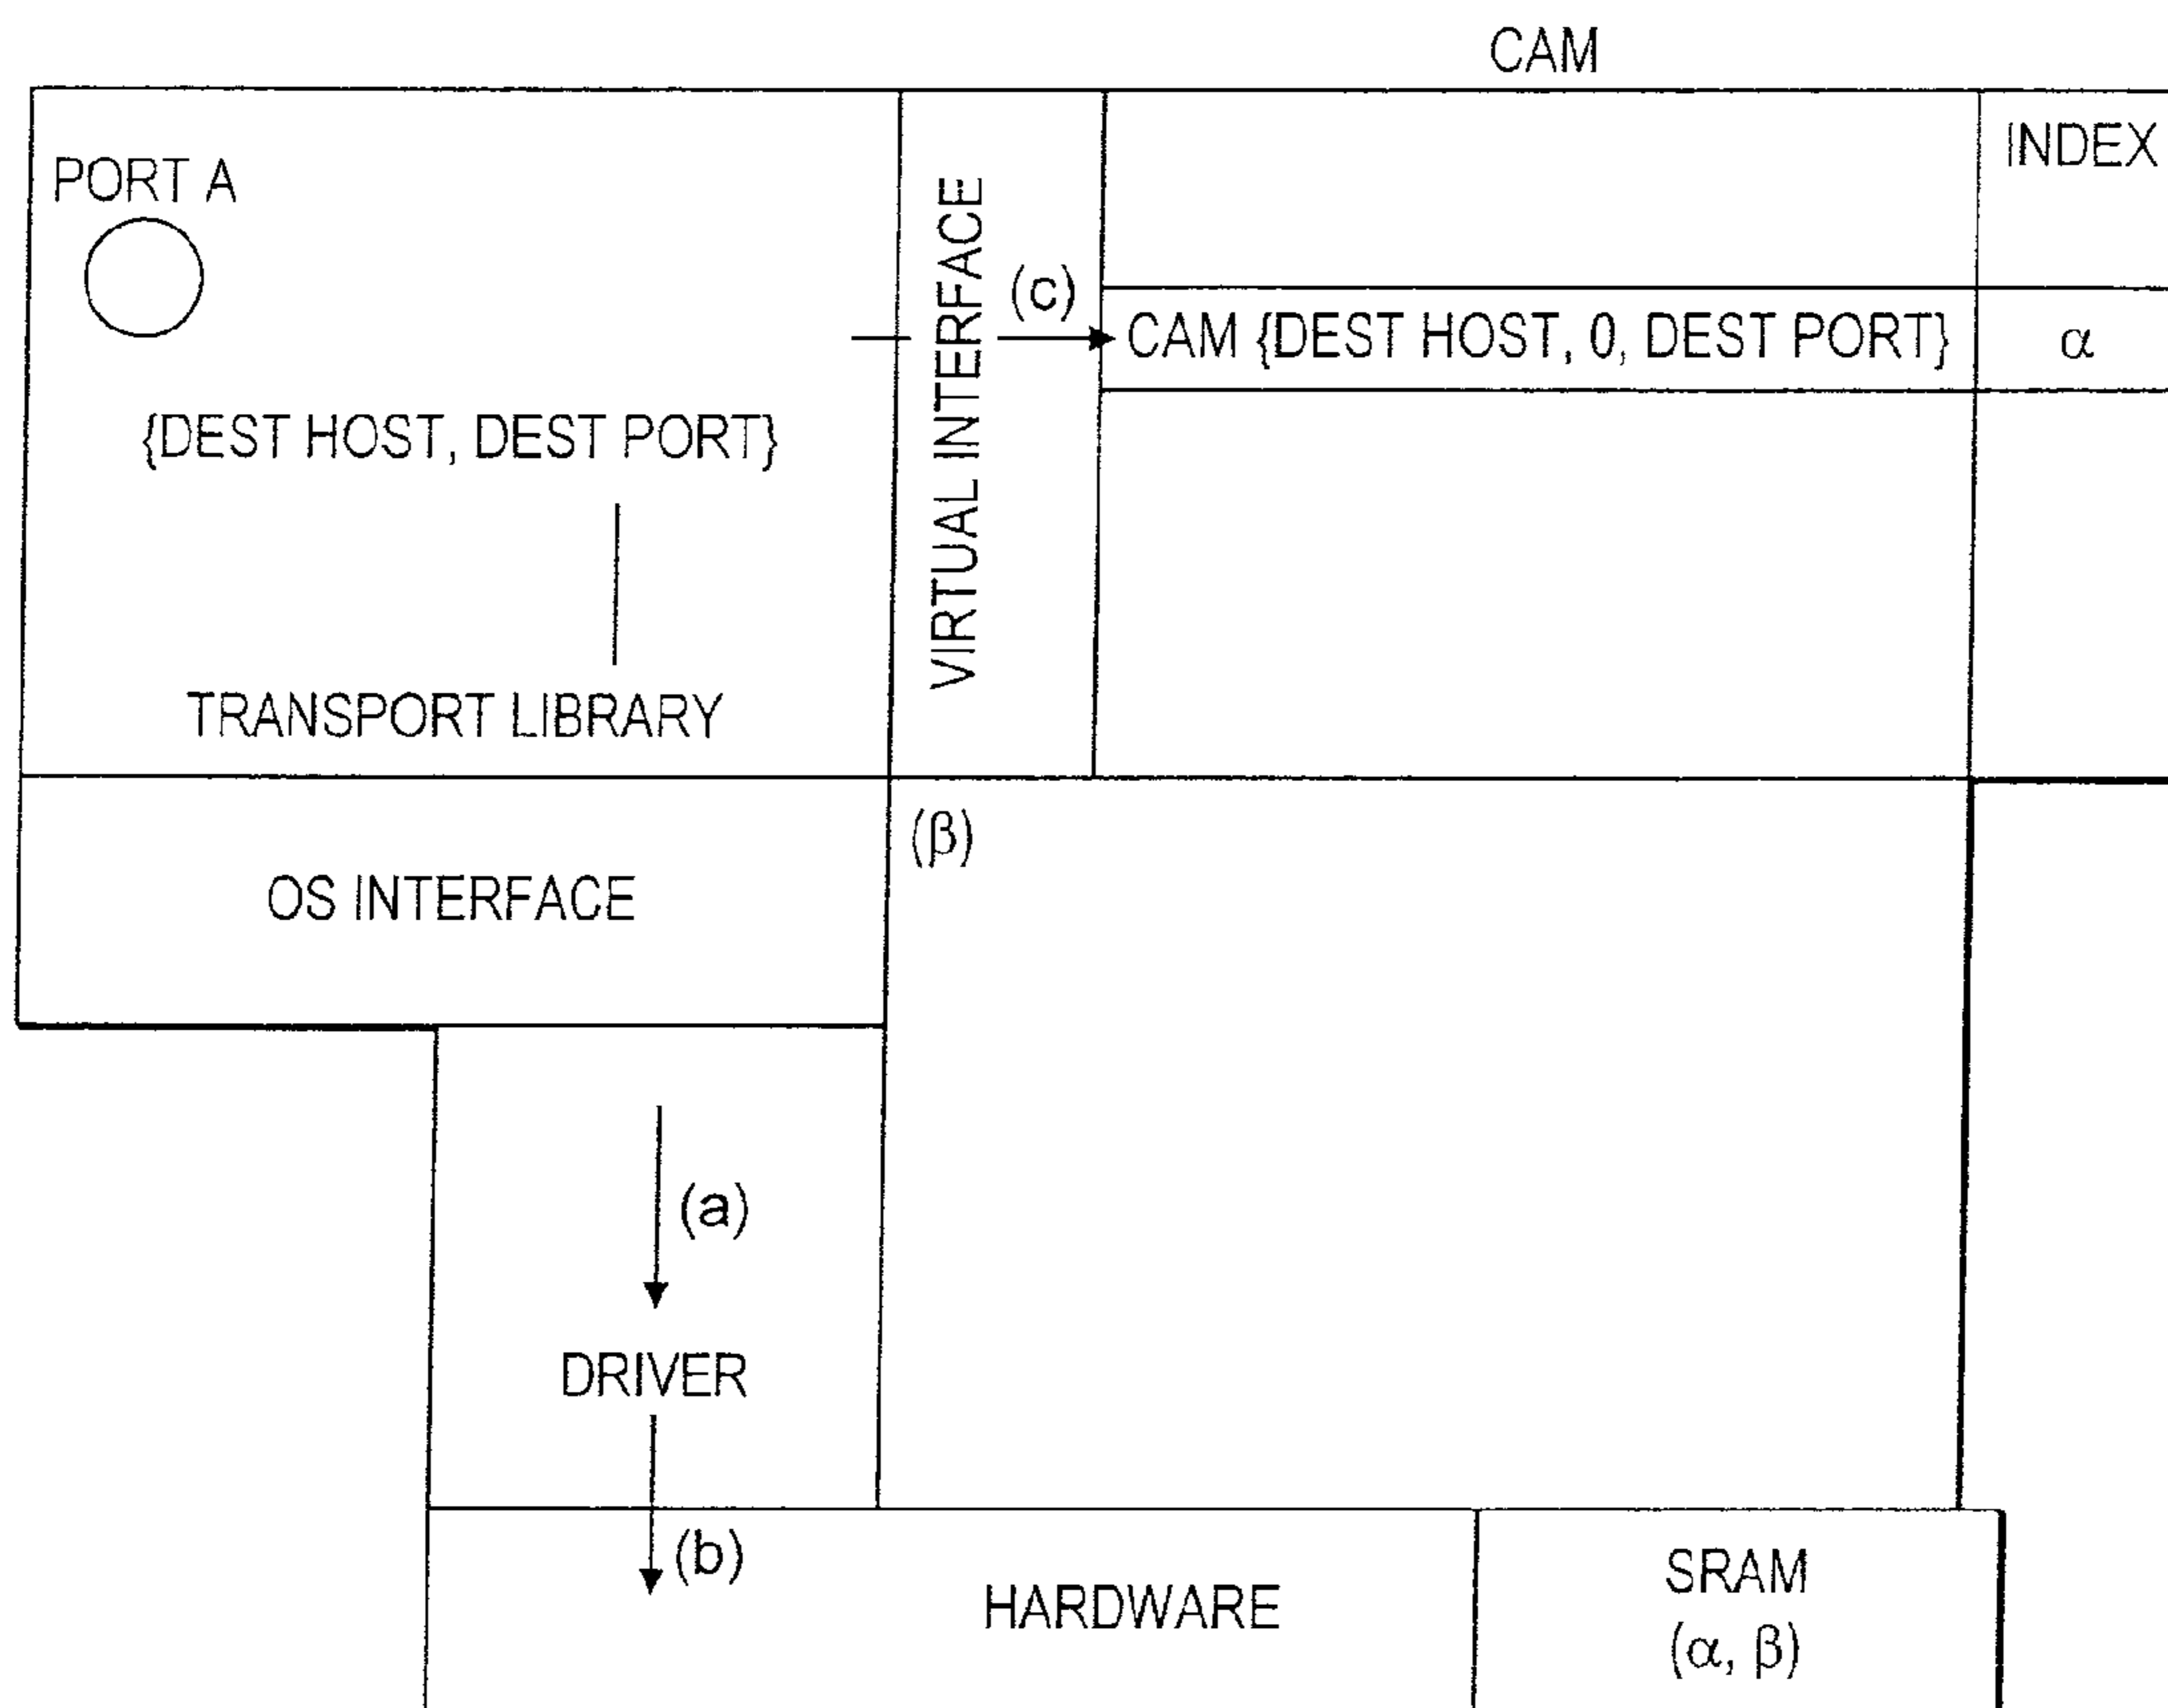 CAM
INDEX
PORT A
VIRTUAL INTERFACE
(c)
CAM {DEST HOST, 0, DEST PORT}
α
{DEST HOST, DEST PORT}
TRANSPORT LIBRARY
(β)
OS INTERFACE
(a)
DRIVER
(b)
HARDWARE
SRAM
(α, β)